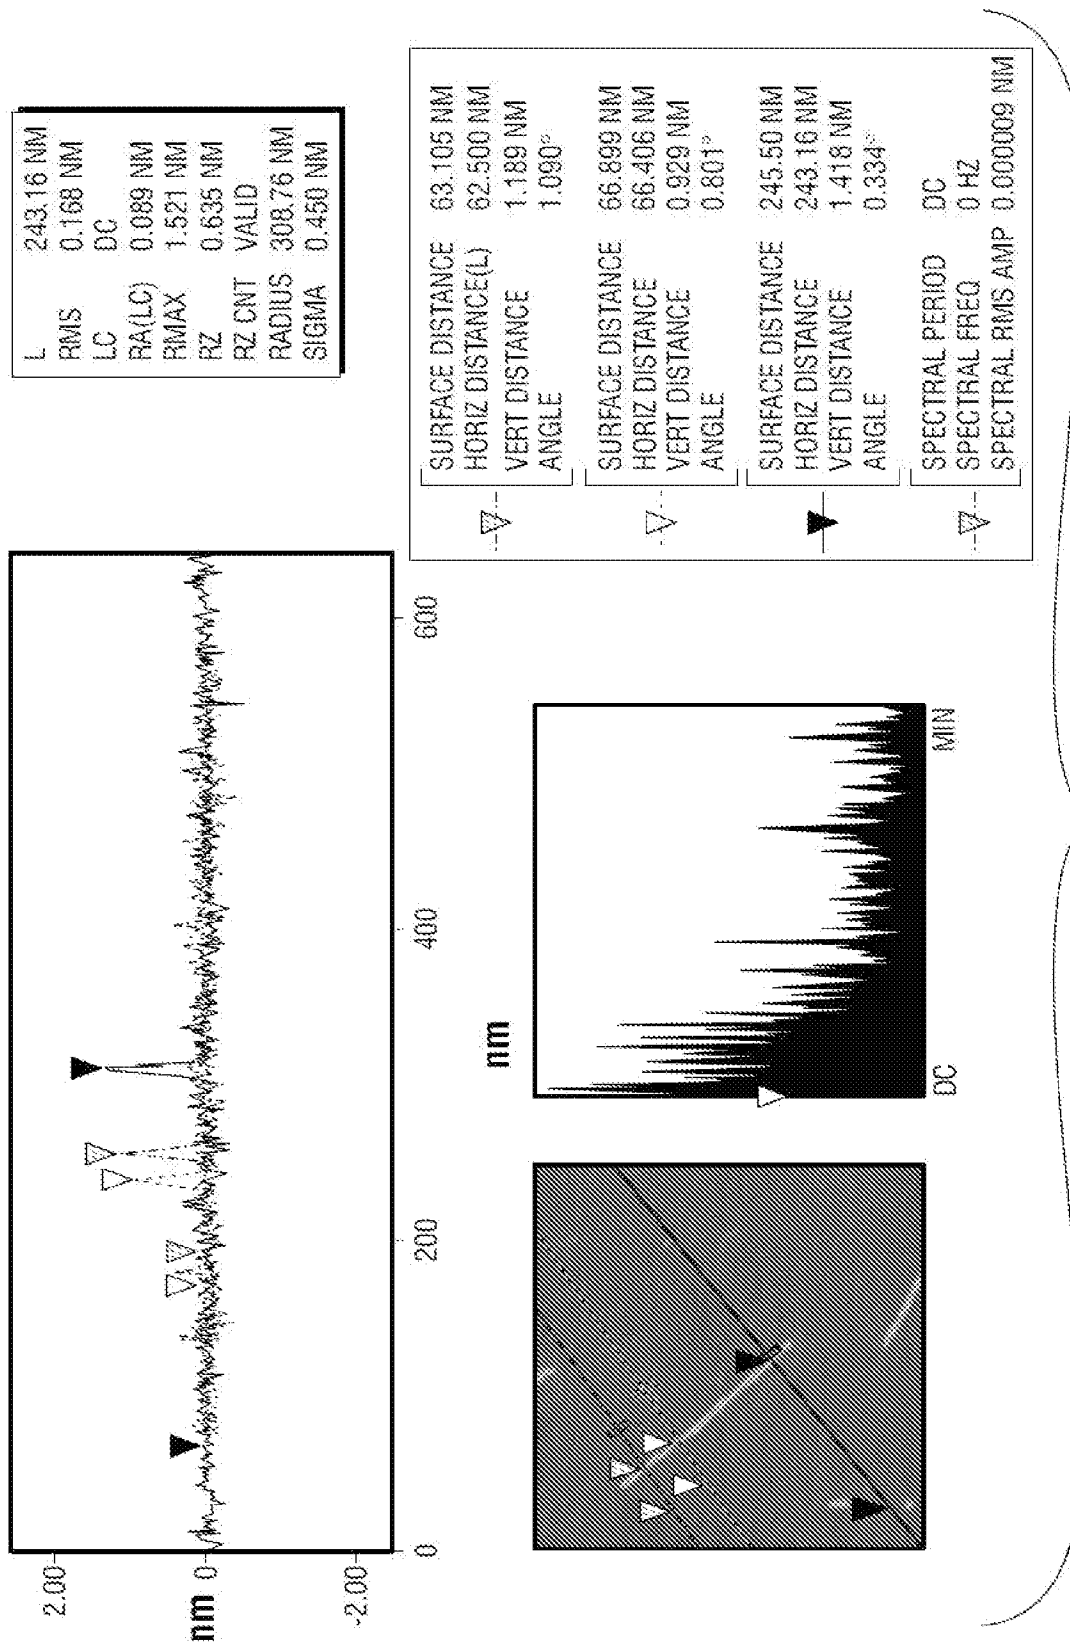 2.00
nm 0
-2.00
0
200
400
600
nm
L 243.16 NM
RMS 0.168 NM
LC DC
RA(LC) 0.089 NM
RMAX 1.521 NM
RZ 0.635 NM
RZ CNT VALID
RADIUS 308.76 NM
SIGMA 0.450 NM
DC
MIN
SURFACE DISTANCE 63.105 NM
HORIZ DISTANCE(L) 62.500 NM
VERT DISTANCE 1.189 NM
ANGLE 1.090°
SURFACE DISTANCE 66.899 NM
HORIZ DISTANCE 66.406 NM
VERT DISTANCE 0.929 NM
ANGLE 0.801°
SURFACE DISTANCE 245.50 NM
HORIZ DISTANCE 243.16 NM
VERT DISTANCE 1.418 NM
ANGLE 0.334°
SPECTRAL PERIOD DC
SPECTRAL FREQ 0 HZ
SPECTRAL RMS AMP 0.000009 NM